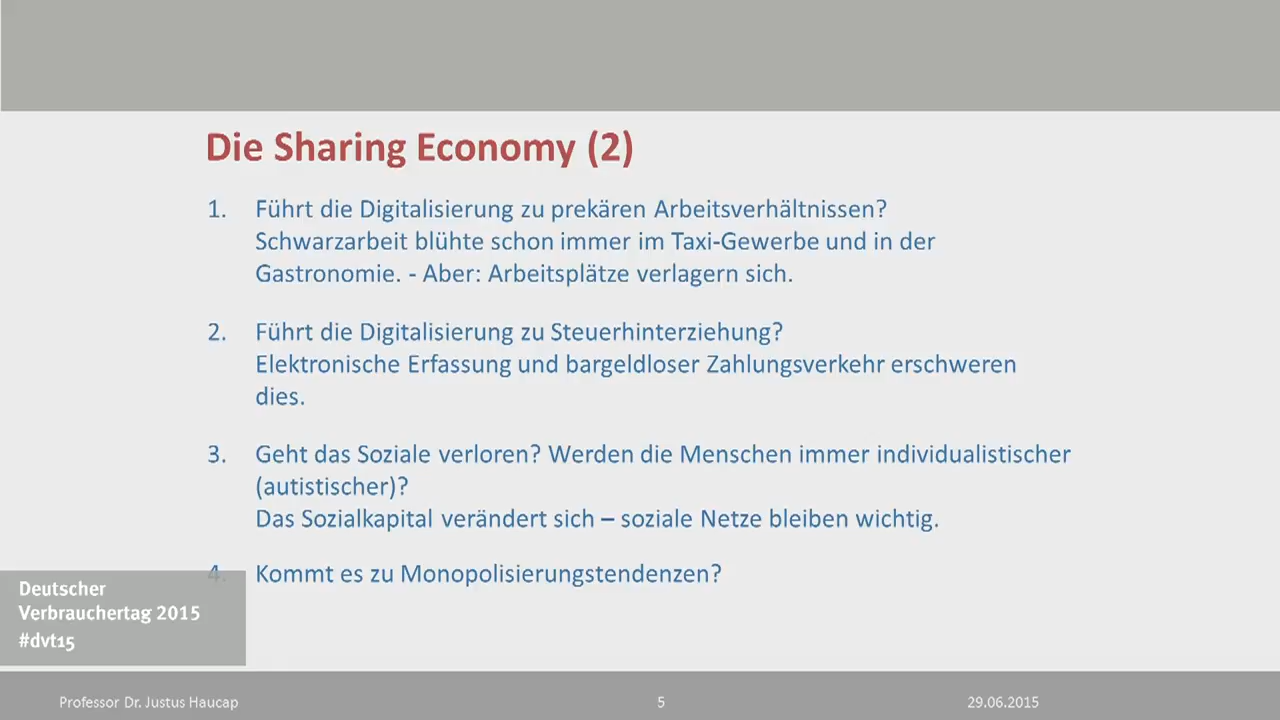 Die Sharing Economy (2)
1. Führt die Digitalisierung zu prekären Arbeitsverhältnissen?
Schwarzarbeit blühte schon immer im Taxi-Gewerbe und in der
Gastronomie. - Aber: Arbeitsplätze verlagern sich.
2. Führt die Digitalisierung zu Steuerhinterziehung?
Elektronische Erfassung und bargeldloser Zahlungsverkehr erschweren
dies.
3. Geht das Soziale verloren? Werden die Menschen immer individualistischer
(autistischer)?
Das Sozialkapital verändert sich – soziale Netze bleiben wichtig.
4. Kommt es zu Monopolisierungstendenzen?
Deutscher
Verbrauchertag 2015
#dvt15
Professor Dr. Justus Haucap 5 29.06.2015